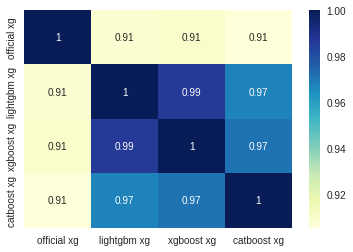 official xg
1
0.91
0.91
0.91
lightgbm xg
0.91
1
0.99
0.97
xgboost xg
0.91
0.99
1
0.97
catboost xg
0.91
0.97
0.97
1
official xg
lightgbm xg
xgboost xg
catboost xg
1.00
0.98
0.96
0.94
0.92